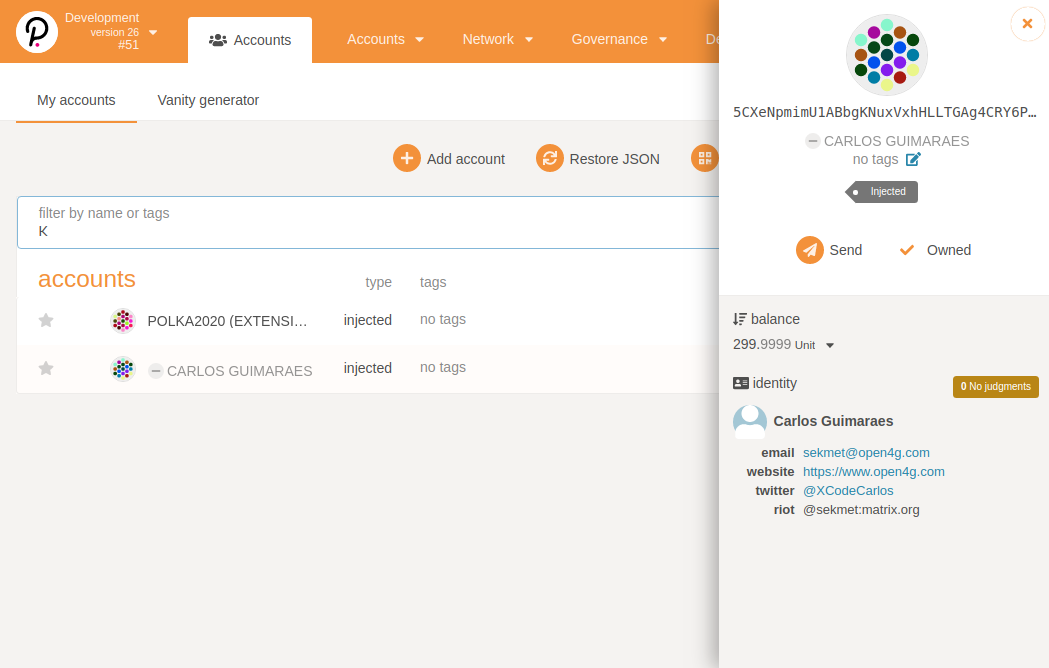 Development
version 26
#51
Accounts
Accounts
Network
Governance
De
My accounts
Vanity generator
Add account
Restore JSON
filter by name or tags
K
accounts
type
tags
POLKA2020 (EXTENSI…
injected
no tags
CARLOS GUIMARAES
injected
no tags
5CXeNpmimU1ABbgKNuxVxhHLLTGAg4CRY6P…
CARLOS GUIMARAES
no tags
Injected
Send
Owned
balance
299.9999 Unit
identity
0 No judgments
Carlos Guimaraes
email sekmet@open4g.com
website https://www.open4g.com
twitter @XCodeCarlos
riot @sekmet:matrix.org